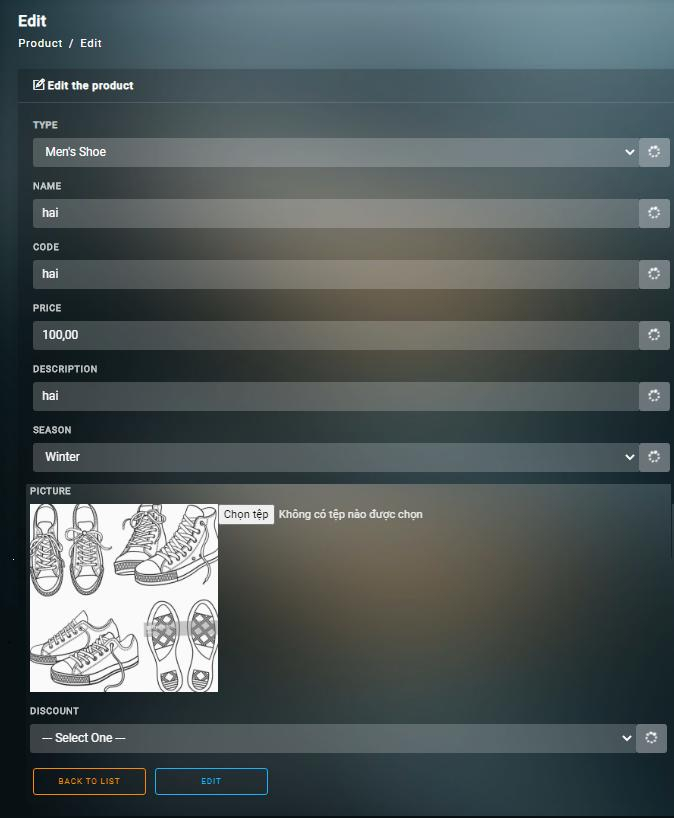 Edit
Product / Edit
Edit the product
TYPE
Men's Shoe
NAME
hai
CODE
hai
PRICE
100,00
DESCRIPTION
hai
SEASON
Winter
PICTURE
Chọn tệp Không có tệp nào được chọn
DISCOUNT
--- Select One ---
BACK TO LIST EDIT